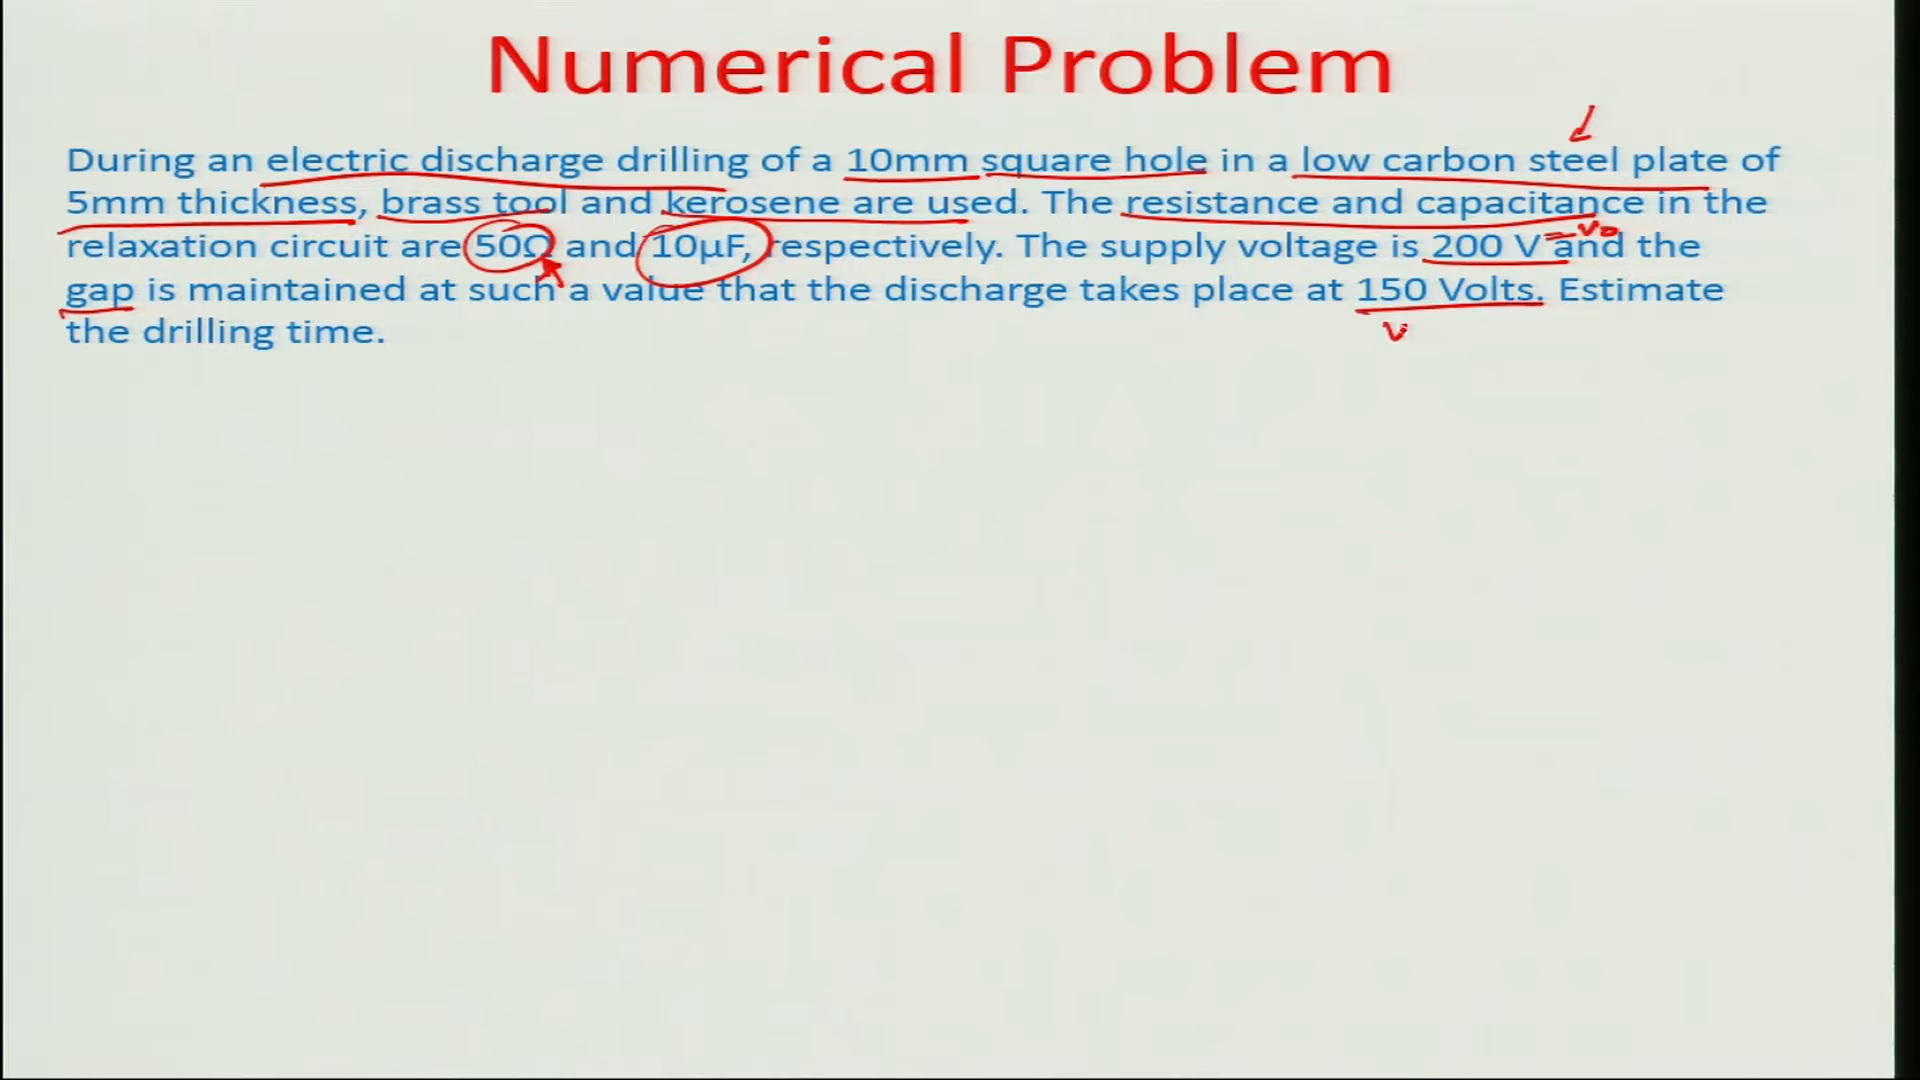 Numerical Problem
During an electric discharge drilling of a 10mm square hole in a low carbon steel plate of
5mm thickness, brass tool and kerosene are used. The resistance and capacitance in the
relaxation circuit are 50Ω and 10µF, respectively. The supply voltage is 200 V = V₀ and the
gap is maintained at such a value that the discharge takes place at 150 Volts. Estimate
V
the drilling time.